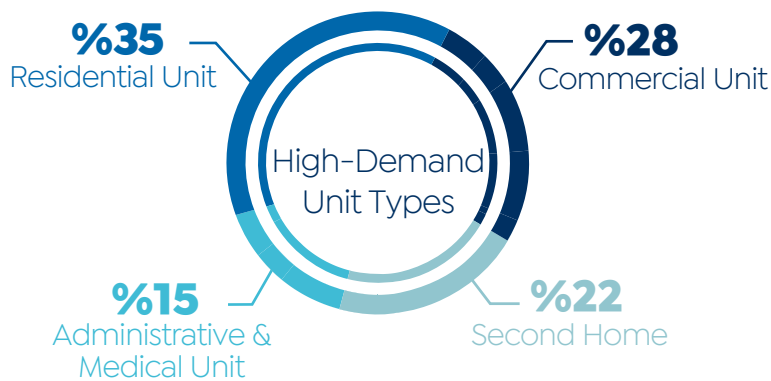 %35
Residential Unit
%28
Commercial Unit
High-Demand
Unit Types
%15
Administrative &
Medical Unit
%22
Second Home